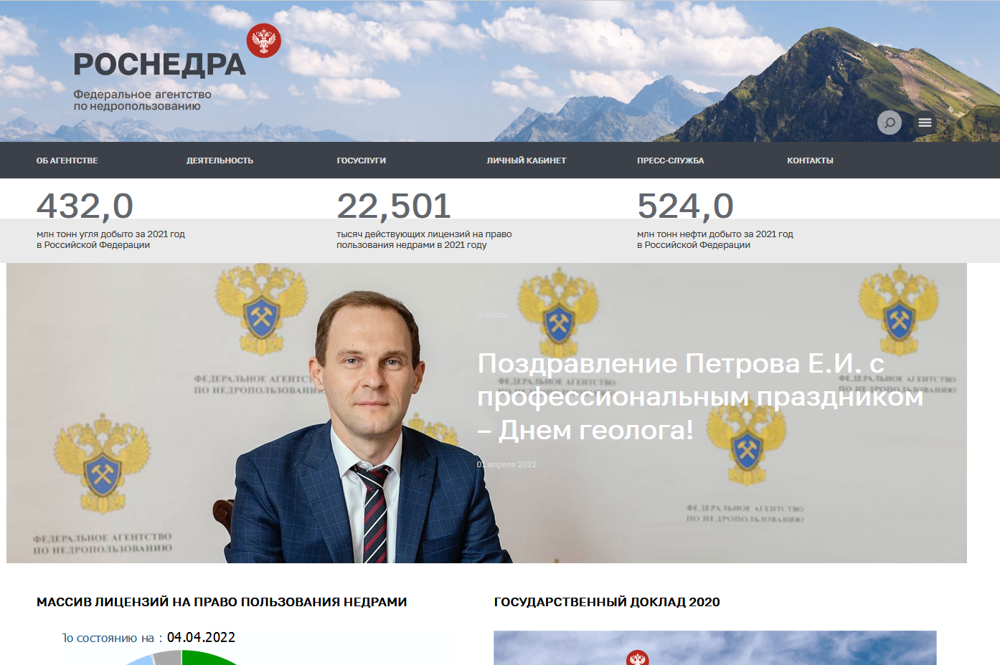 РОСНЕДРА
Федеральное агентство
по недропользованию
ОБ АГЕНТСТВЕ
ДЕЯТЕЛЬНОСТЬ
ГОСУСЛУГИ
ЛИЧНЫЙ КАБИНЕТ
ПРЕСС-СЛУЖБА
КОНТАКТЫ
432,0
млн тонн угля добыто за 2021 год
в Российской Федерации
22,501
тысяч действующих лицензий на право
пользования недрами в 2021 году
524,0
млн тонн нефти добыто за 2021 год
в Российской Федерации
НОВОСТИ
Поздравление Петрова Е.И. с
профессиональным праздником
– Днем геолога!
01 апреля 2022
ФЕДЕРАЛЬНОЕ АГЕНТС
ПО НЕДРОПОЛЬЗОВАНИ
ФЕДЕРАЛЬНОЕ АГЕНТСТВО
ПО НЕДРОПОЛЬЗОВАНИЮ
ФЕДЕРАЛЬНОЕ АГЕНТСТВО
ПО НЕДРОПОЛЬЗОВАНИЮ
ФЕДЕРАЛЬНОЕ АГЕНТСТВО
ПО НЕДРОПОЛЬЗОВАНИЮ
ФЕДЕРАЛЬНОЕ АГЕНТСТВО
ПО НЕДРОПОЛЬЗОВАНИЮ
МАССИВ ЛИЦЕНЗИЙ НА ПРАВО ПОЛЬЗОВАНИЯ НЕДРАМИ
По состоянию на : 04.04.2022
ГОСУДАРСТВЕННЫЙ ДОКЛАД 2020